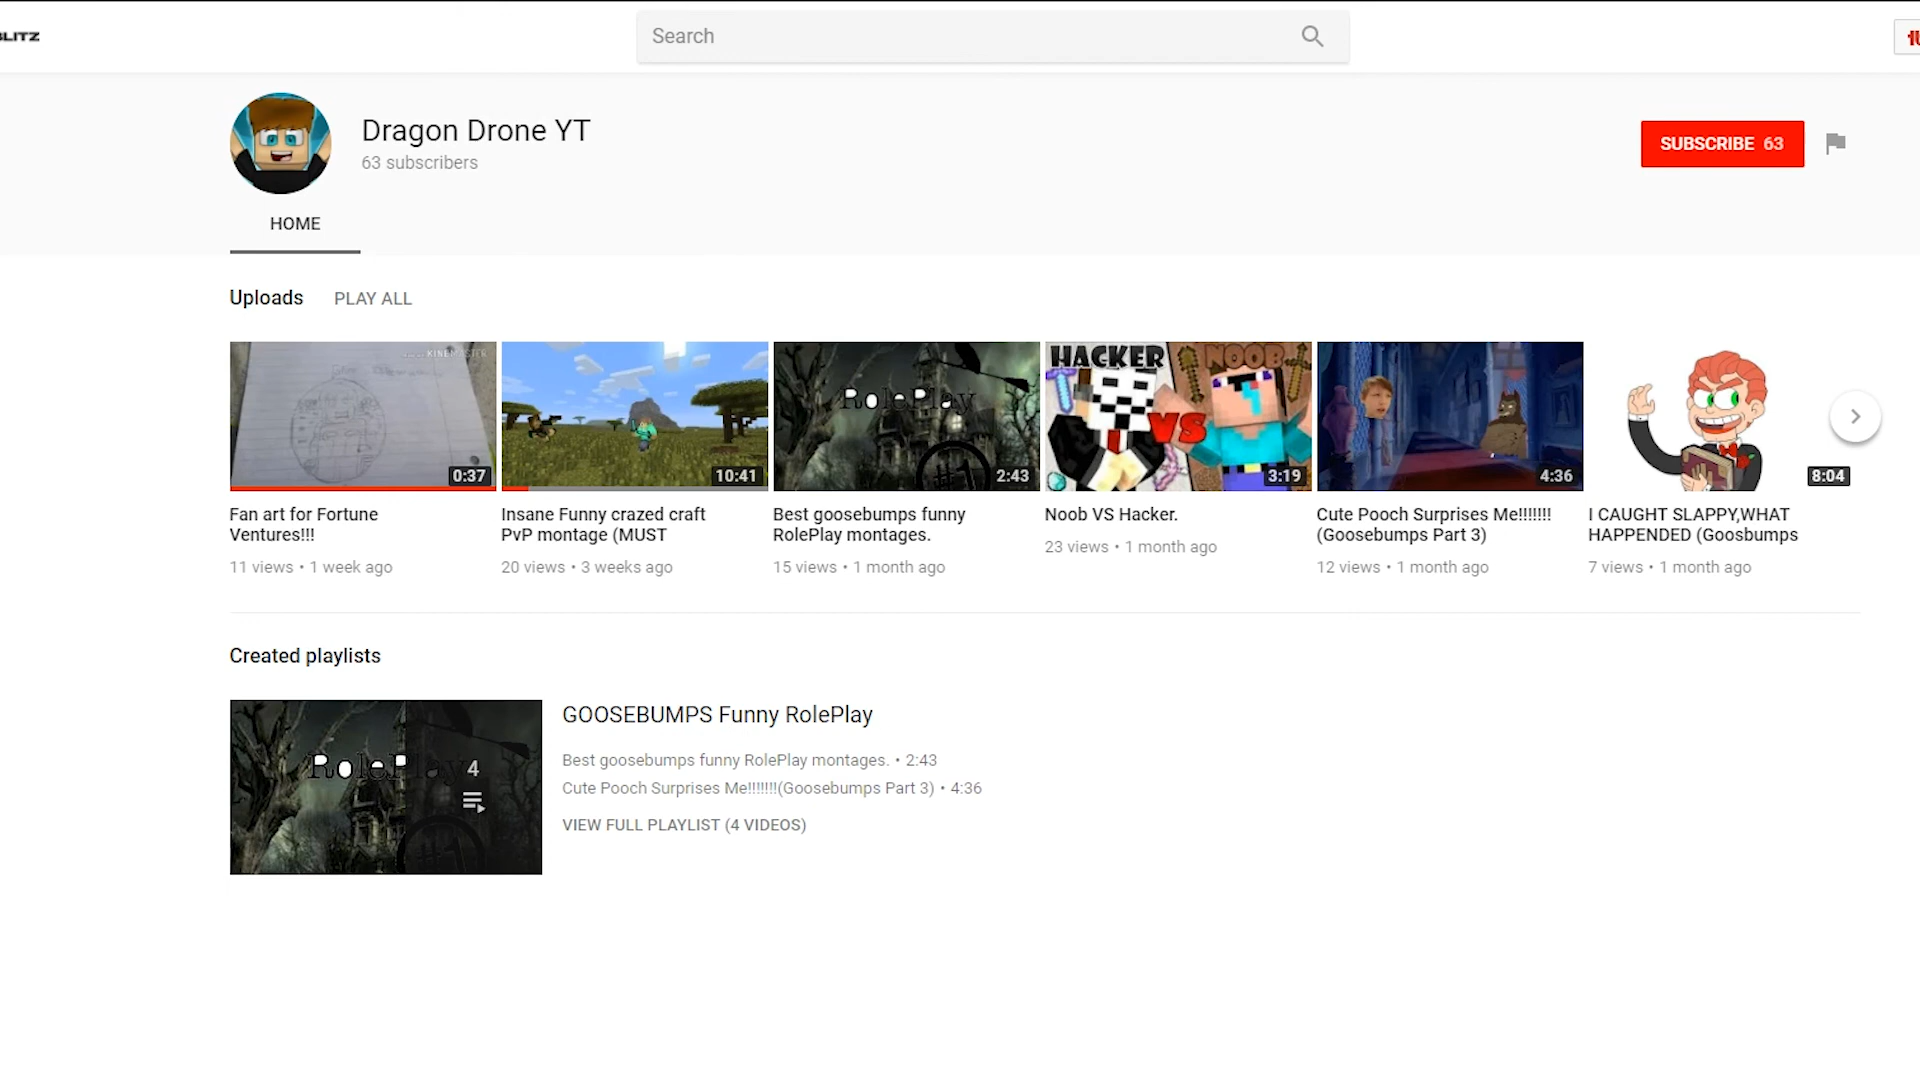 BLITZ
Search
Dragon Drone YT
63 subscribers
SUBSCRIBE 63
HOME
Uploads PLAY ALL
KINEMASTER
0:37
10:41
RolePlay
#1
2:43
HACKER
NOOB
VS
3:19
4:36
8:04
Fan art for Fortune
Ventures!!!
11 views • 1 week ago
Insane Funny crazed craft
PvP montage (MUST
20 views • 3 weeks ago
Best goosebumps funny
RolePlay montages.
15 views • 1 month ago
Noob VS Hacker.
23 views • 1 month ago
Cute Pooch Surprises Me!!!!!!!
(Goosebumps Part 3)
12 views • 1 month ago
I CAUGHT SLAPPY,WHAT
HAPPENDED (Goosbumps
7 views • 1 month ago
Created playlists
RolePlay
4
#1
GOOSEBUMPS Funny RolePlay
Best goosebumps funny RolePlay montages. • 2:43
Cute Pooch Surprises Me!!!!!!!(Goosebumps Part 3) • 4:36
VIEW FULL PLAYLIST (4 VIDEOS)